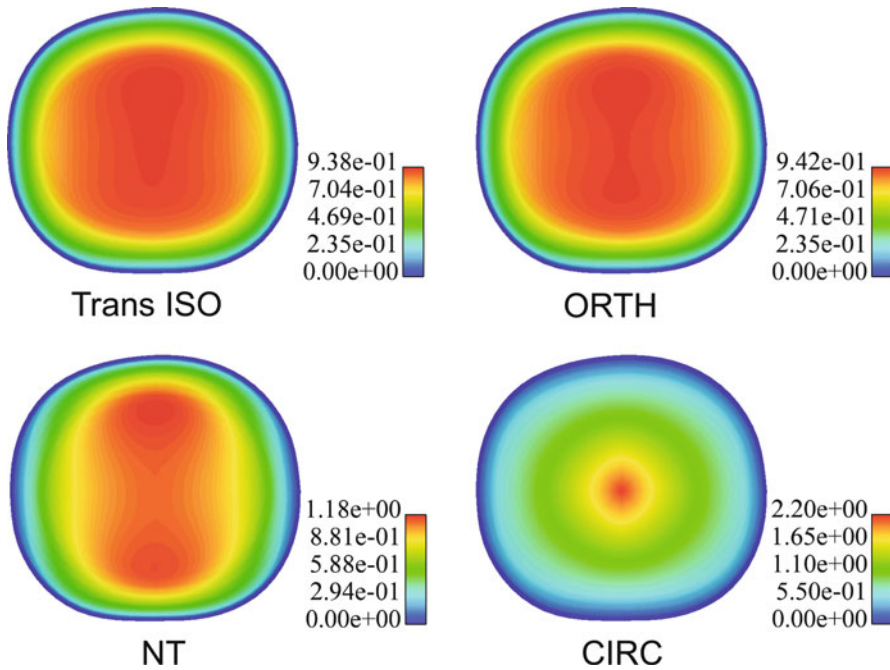 9.38e-01
7.04e-01
4.69e-01
2.35e-01
0.00e+00
Trans ISO
9.42e-01
7.06e-01
4.71e-01
2.35e-01
0.00e+00
ORTH
1.18e+00
8.81e-01
5.88e-01
2.94e-01
0.00e+00
NT
2.20e+00
1.65e+00
1.10e+00
5.50e-01
0.00e+00
CIRC